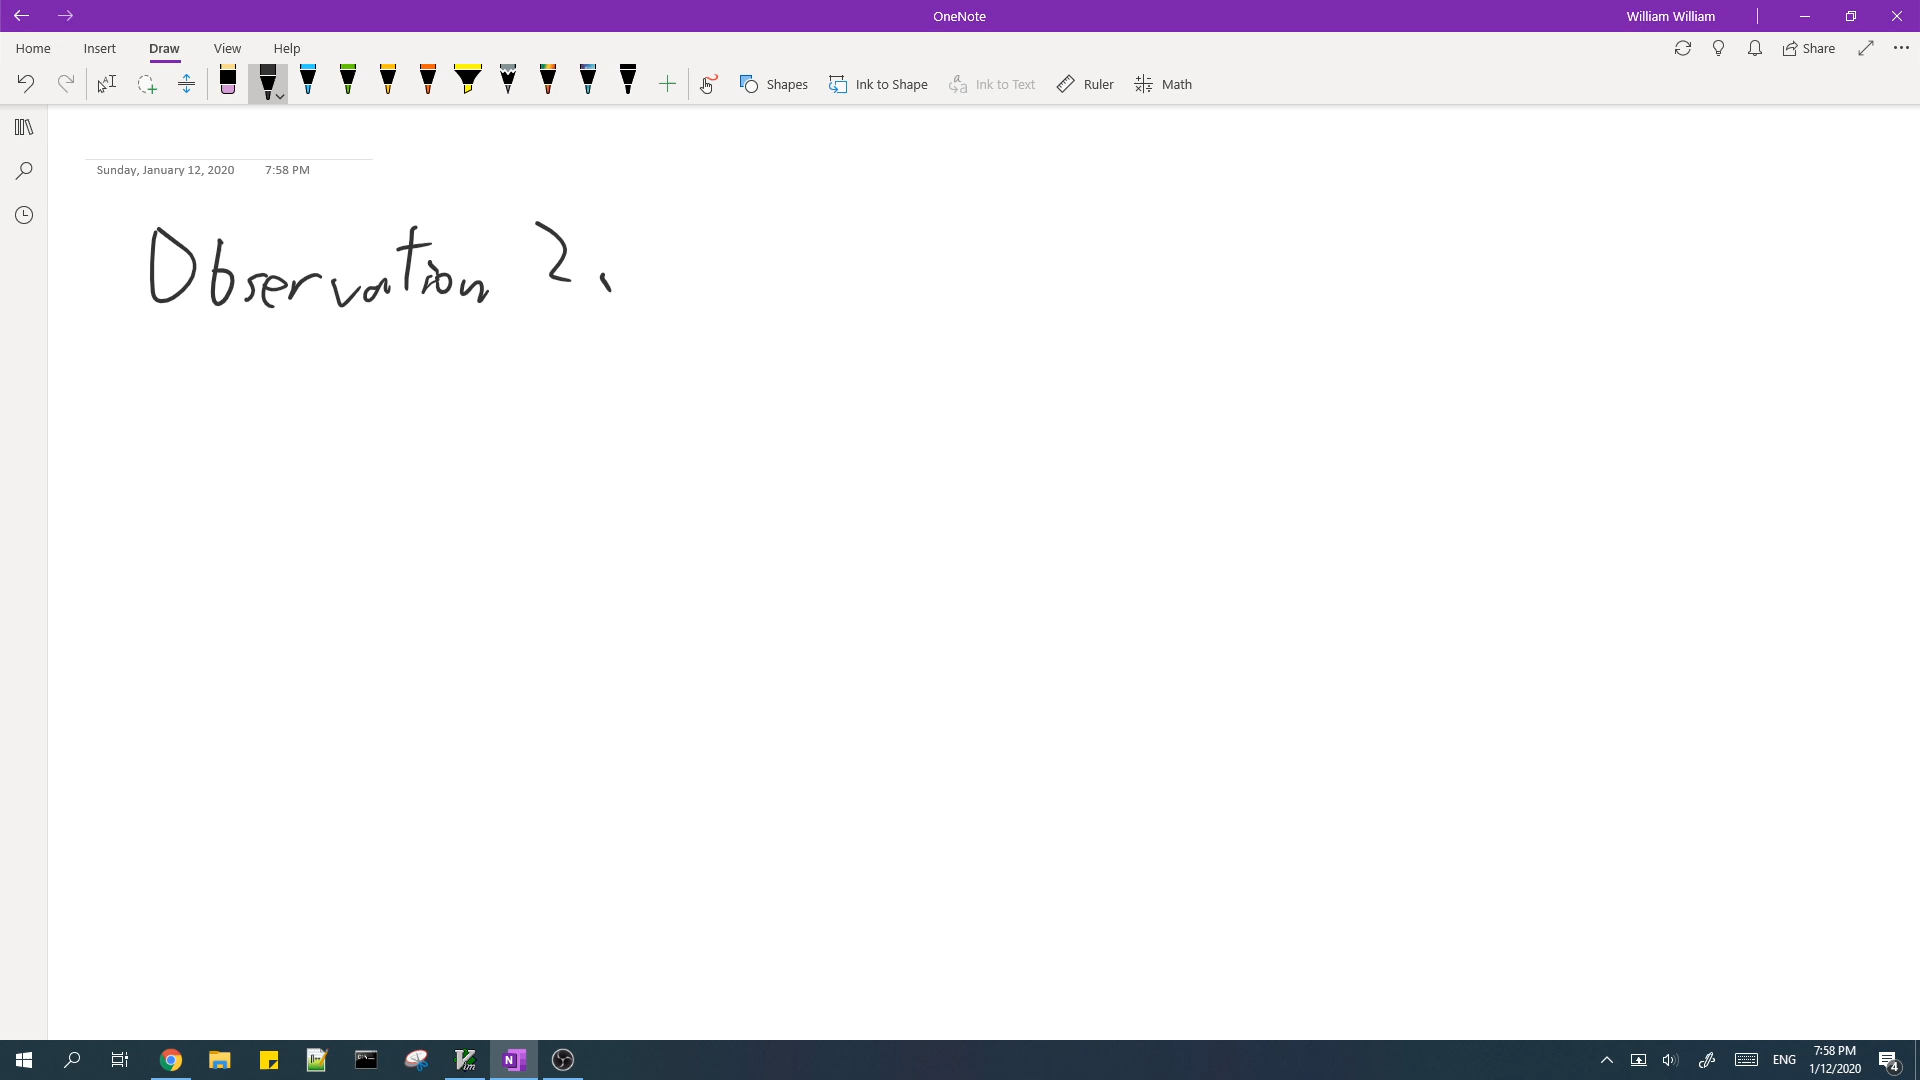 OneNote
William William
Home Insert Draw View Help
Share
Shapes Ink to Shape Ink to Text Ruler Math
Sunday, January 12, 2020 7:58 PM
Observation 2.
ENG
7:58 PM
1/12/2020
4